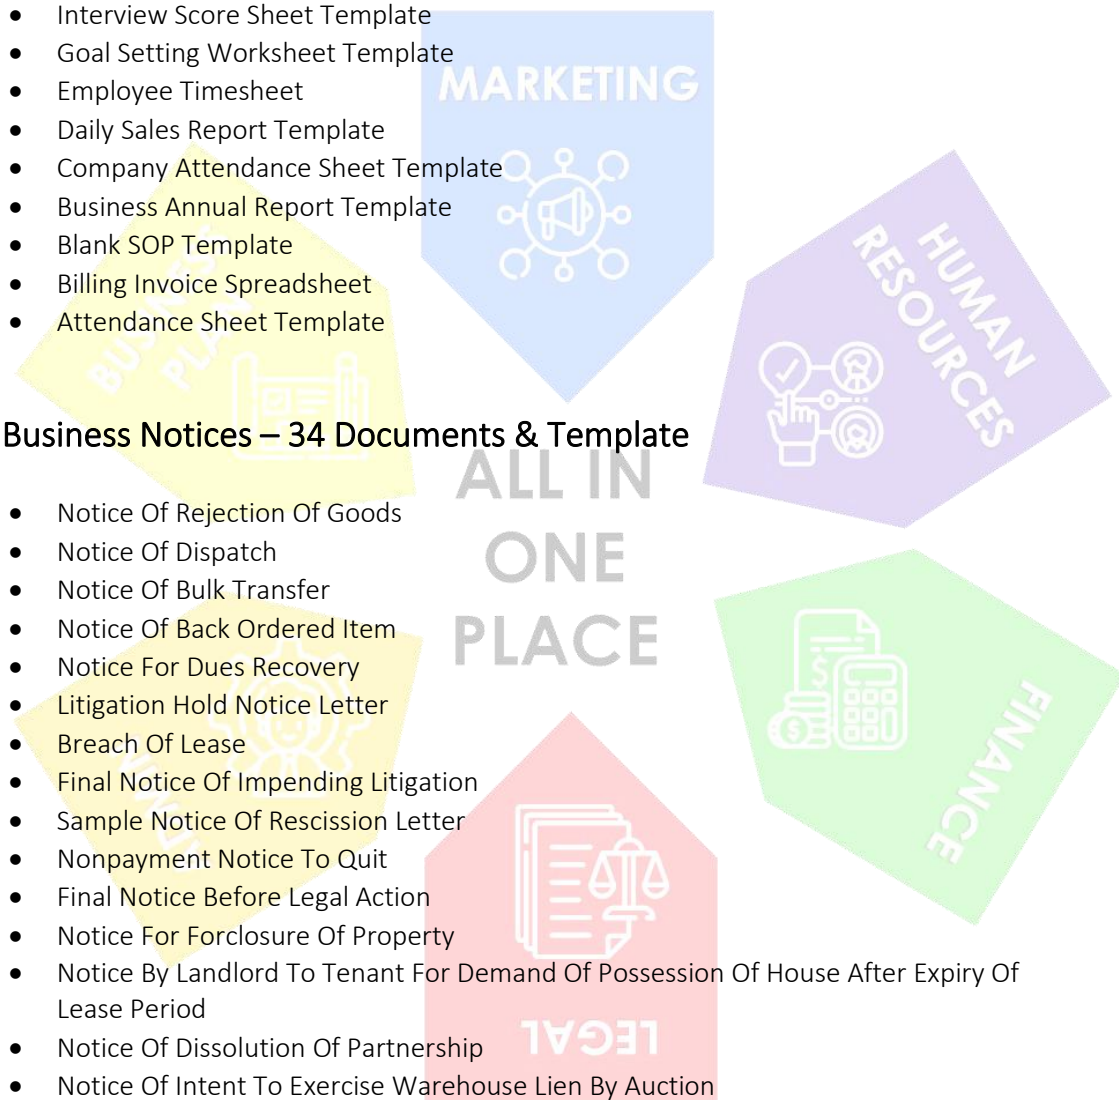 • Interview Score Sheet Template
• Goal Setting Worksheet Template
• Employee Timesheet
• Daily Sales Report Template
• Company Attendance Sheet Template
• Business Annual Report Template
• Blank SOP Template
• Billing Invoice Spreadsheet
• Attendance Sheet Template
Business Notices – 34 Documents & Template
• Notice Of Rejection Of Goods
• Notice Of Dispatch
• Notice Of Bulk Transfer
• Notice Of Back Ordered Item
• Notice For Dues Recovery
• Litigation Hold Notice Letter
• Breach Of Lease
• Final Notice Of Impending Litigation
• Sample Notice Of Rescission Letter
• Nonpayment Notice To Quit
• Final Notice Before Legal Action
• Notice For Forclosure Of Property
• Notice By Landlord To Tenant For Demand Of Possession Of House After Expiry Of
Lease Period
• Notice Of Dissolution Of Partnership
• Notice Of Intent To Exercise Warehouse Lien By Auction
MARKETING
BUSINESS
PLAN
HUMAN
RESOURCES
ALL IN
ONE
PLACE
FINANCE
ADMIN
LEGAL